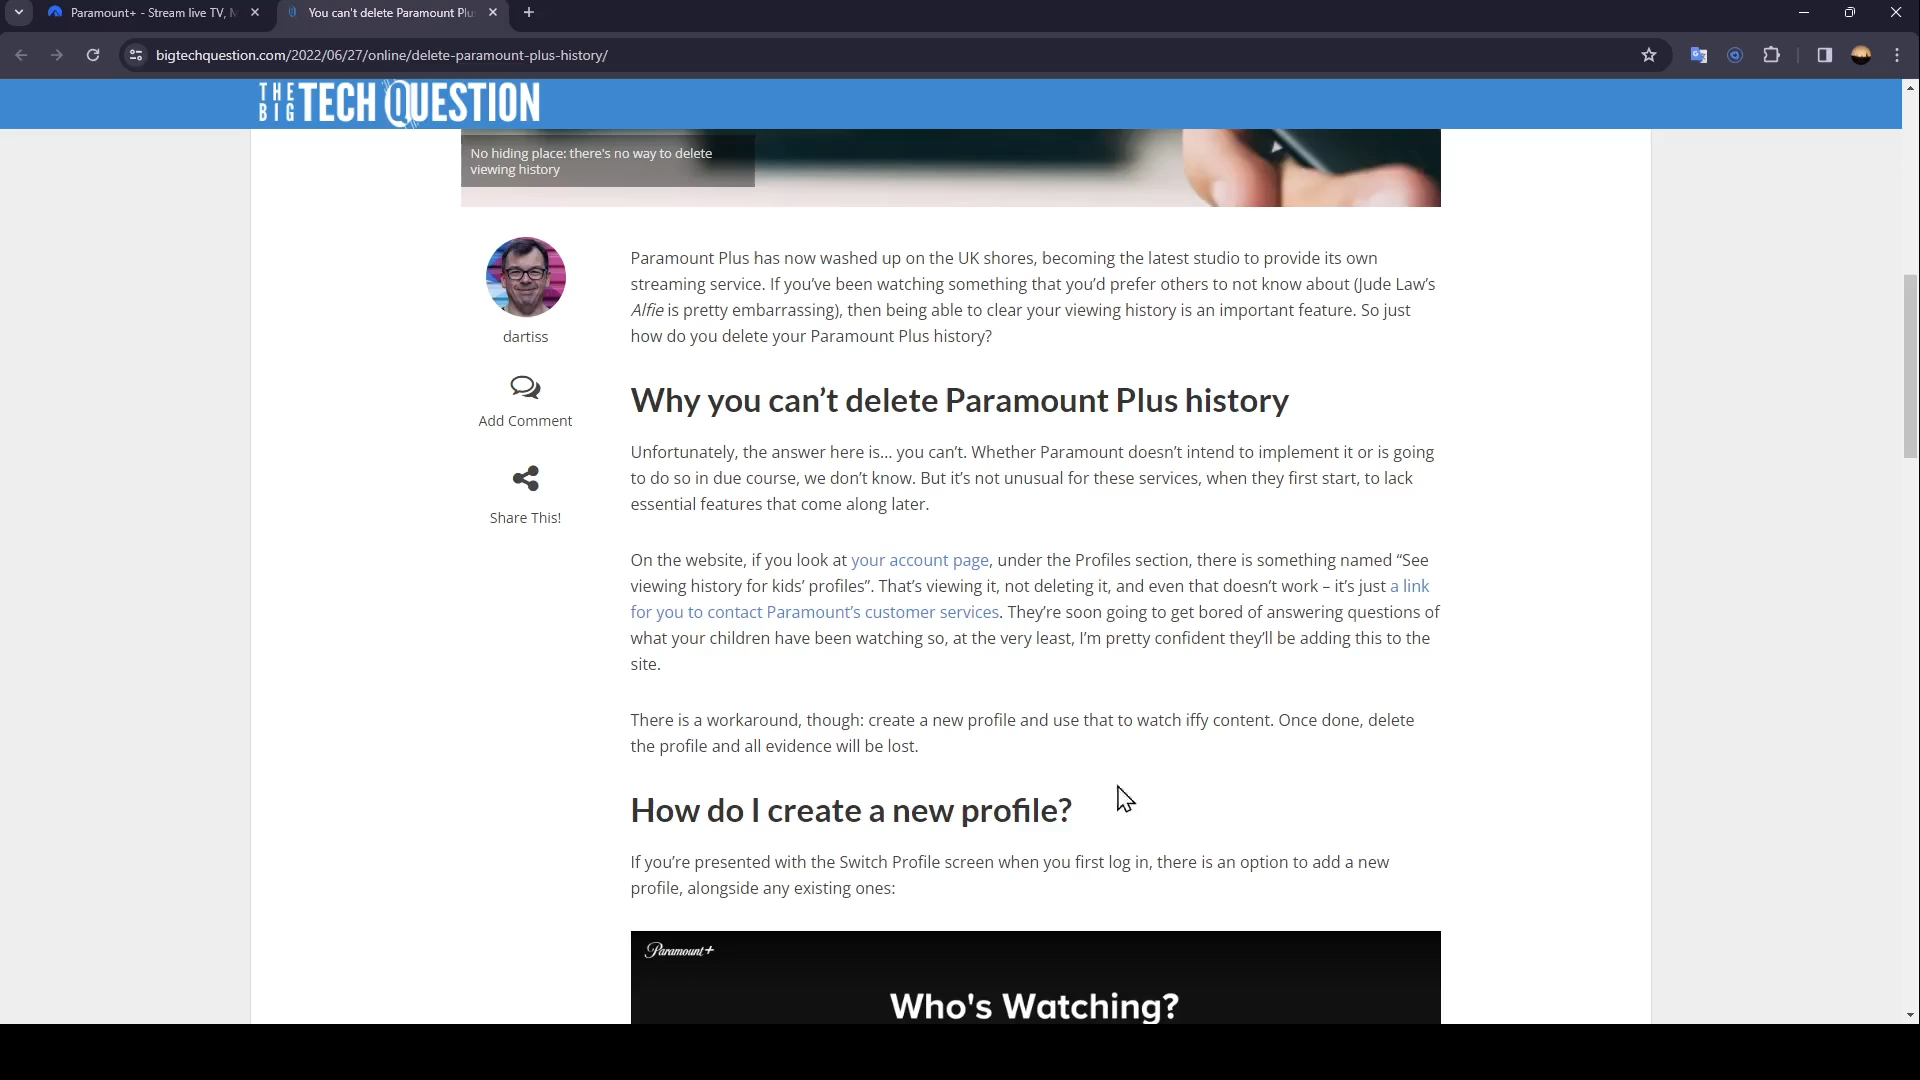 Paramount+ - Stream live TV, M
You can't delete Paramount Plu
bigtechquestion.com/2022/06/27/online/delete-paramount-plus-history/
THE BIG TECH QUESTION
No hiding place: there's no way to delete
viewing history
dartiss
Add Comment
Share This!
Paramount Plus has now washed up on the UK shores, becoming the latest studio to provide its own
streaming service. If you’ve been watching something that you’d prefer others to not know about (Jude Law’s
Alfie is pretty embarrassing), then being able to clear your viewing history is an important feature. So just
how do you delete your Paramount Plus history?
Why you can’t delete Paramount Plus history
Unfortunately, the answer here is… you can’t. Whether Paramount doesn’t intend to implement it or is going
to do so in due course, we don’t know. But it’s not unusual for these services, when they first start, to lack
essential features that come along later.
On the website, if you look at your account page, under the Profiles section, there is something named “See
viewing history for kids’ profiles”. That’s viewing it, not deleting it, and even that doesn’t work – it’s just a link
for you to contact Paramount’s customer services. They’re soon going to get bored of answering questions of
what your children have been watching so, at the very least, I’m pretty confident they’ll be adding this to the
site.
There is a workaround, though: create a new profile and use that to watch iffy content. Once done, delete
the profile and all evidence will be lost.
How do I create a new profile?
If you’re presented with the Switch Profile screen when you first log in, there is an option to add a new
profile, alongside any existing ones:
Paramount+
Who's Watching?